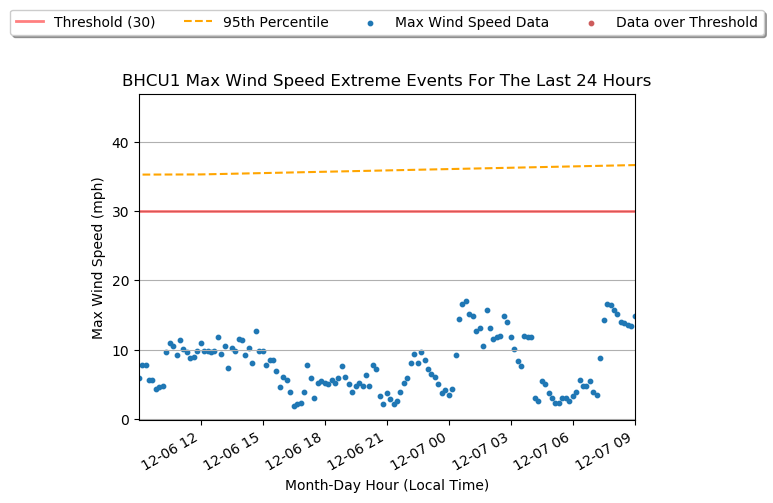 Threshold (30) 95th Percentile Max Wind Speed Data Data over Threshold
BHCU1 Max Wind Speed Extreme Events For The Last 24 Hours
Max Wind Speed (mph)
40
30
20
10
0
12-06 12 12-06 15 12-06 18 12-06 21 12-07 00 12-07 03 12-07 06 12-07 09
Month-Day Hour (Local Time)